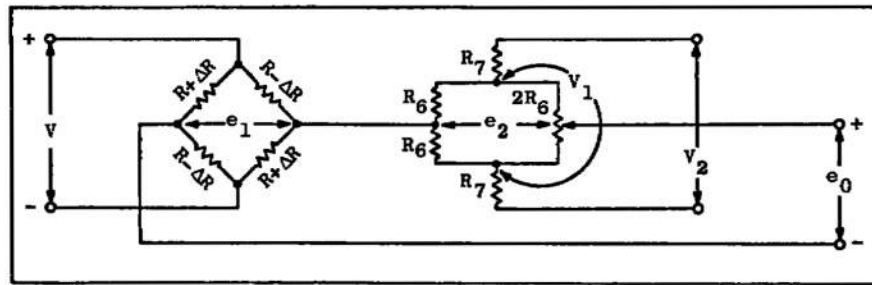 +
V
-
R+ΔR
R-ΔR
e1
R-ΔR
R+ΔR
R7
R6
2R6
V1
e2
R6
R7
V2
+
e0
-